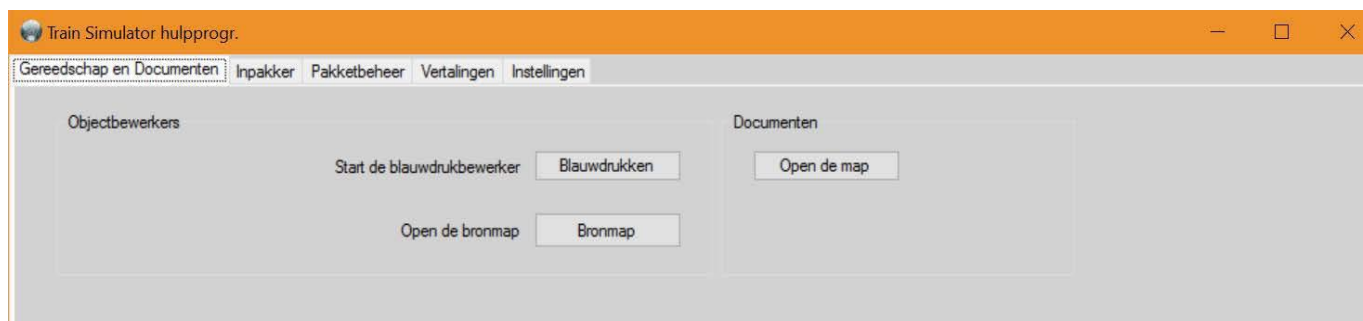 Train Simulator hulpprogr.
Gereedschap en Documenten Inpakker Pakketbeheer Vertalingen Instellingen
Objectbewerkers Documenten
Start de blauwdrukbewerker Blauwdrukken Open de map
Open de bronmap Bronmap